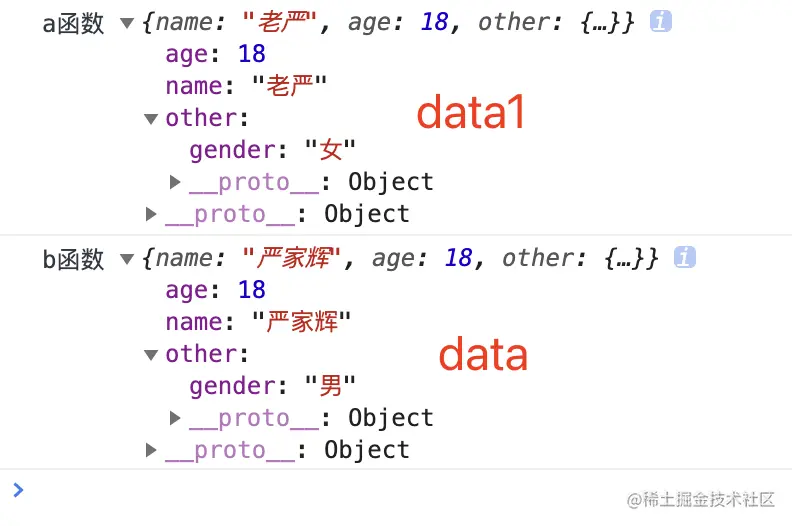 a函数 ▼{name: "老严", age: 18, other: {…}} i
age: 18
name: "老严"
▼other:
gender: "女"
▶__proto__: Object
▶__proto__: Object
data1
b函数 ▼{name: "严家辉", age: 18, other: {…}} i
age: 18
name: "严家辉"
▼other:
gender: "男"
▶__proto__: Object
▶__proto__: Object
data
>
@稀土掘金技术社区